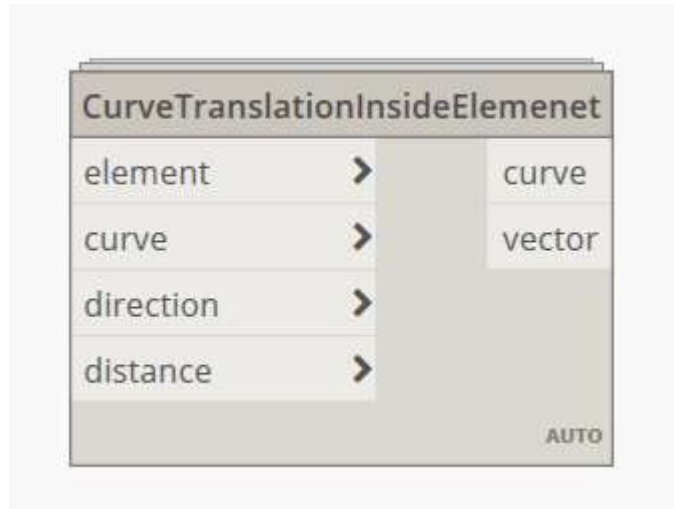 CurveTranslationInsideElemenet
element curve
curve vector
direction
distance
AUTO